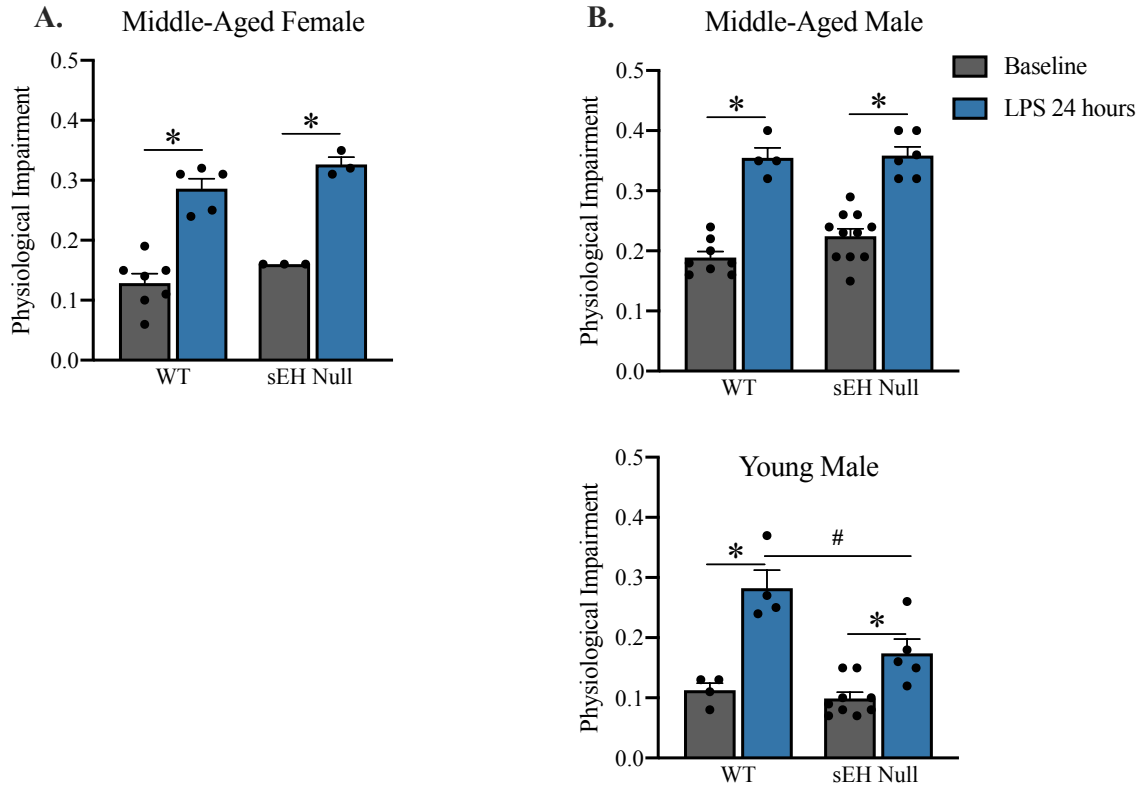 A.
Middle-Aged Female
Physiological Impairment
0.5
0.4
0.3
0.2
0.1
0.0
*
*
WT
sEH Null
B.
Middle-Aged Male
Baseline
LPS 24 hours
Physiological Impairment
0.5
0.4
0.3
0.2
0.1
0.0
*
*
WT
sEH Null
Young Male
Physiological Impairment
0.5
0.4
0.3
0.2
0.1
0.0
*
#
*
WT
sEH Null